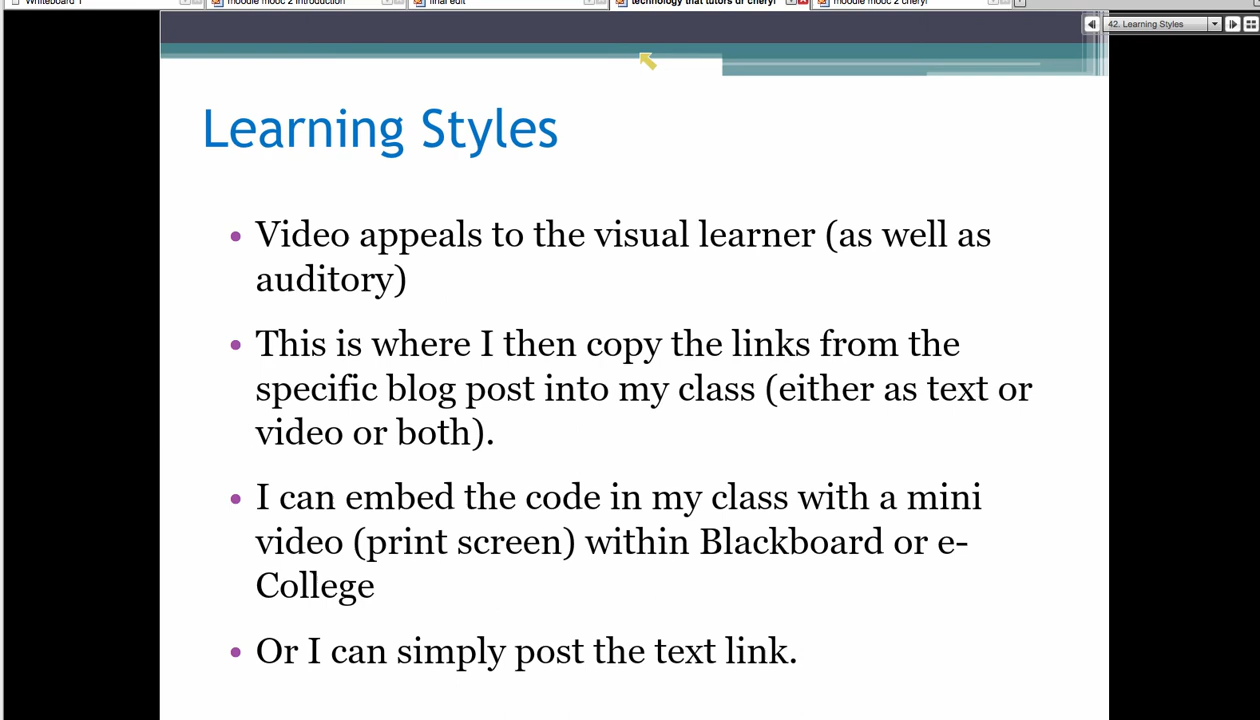 Whiteboard 1
moodle mooc 2 introduction
final edit
technology that tutors dr cheryl
moodle mooc 2 cheryl
42. Learning Styles
Learning Styles
• Video appeals to the visual learner (as well as
auditory)
• This is where I then copy the links from the
specific blog post into my class (either as text or
video or both).
• I can embed the code in my class with a mini
video (print screen) within Blackboard or e-
College
• Or I can simply post the text link.